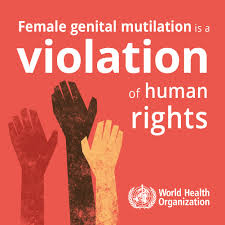 Female genital mutilation is a
violation
of human
rights
World Health
Organization